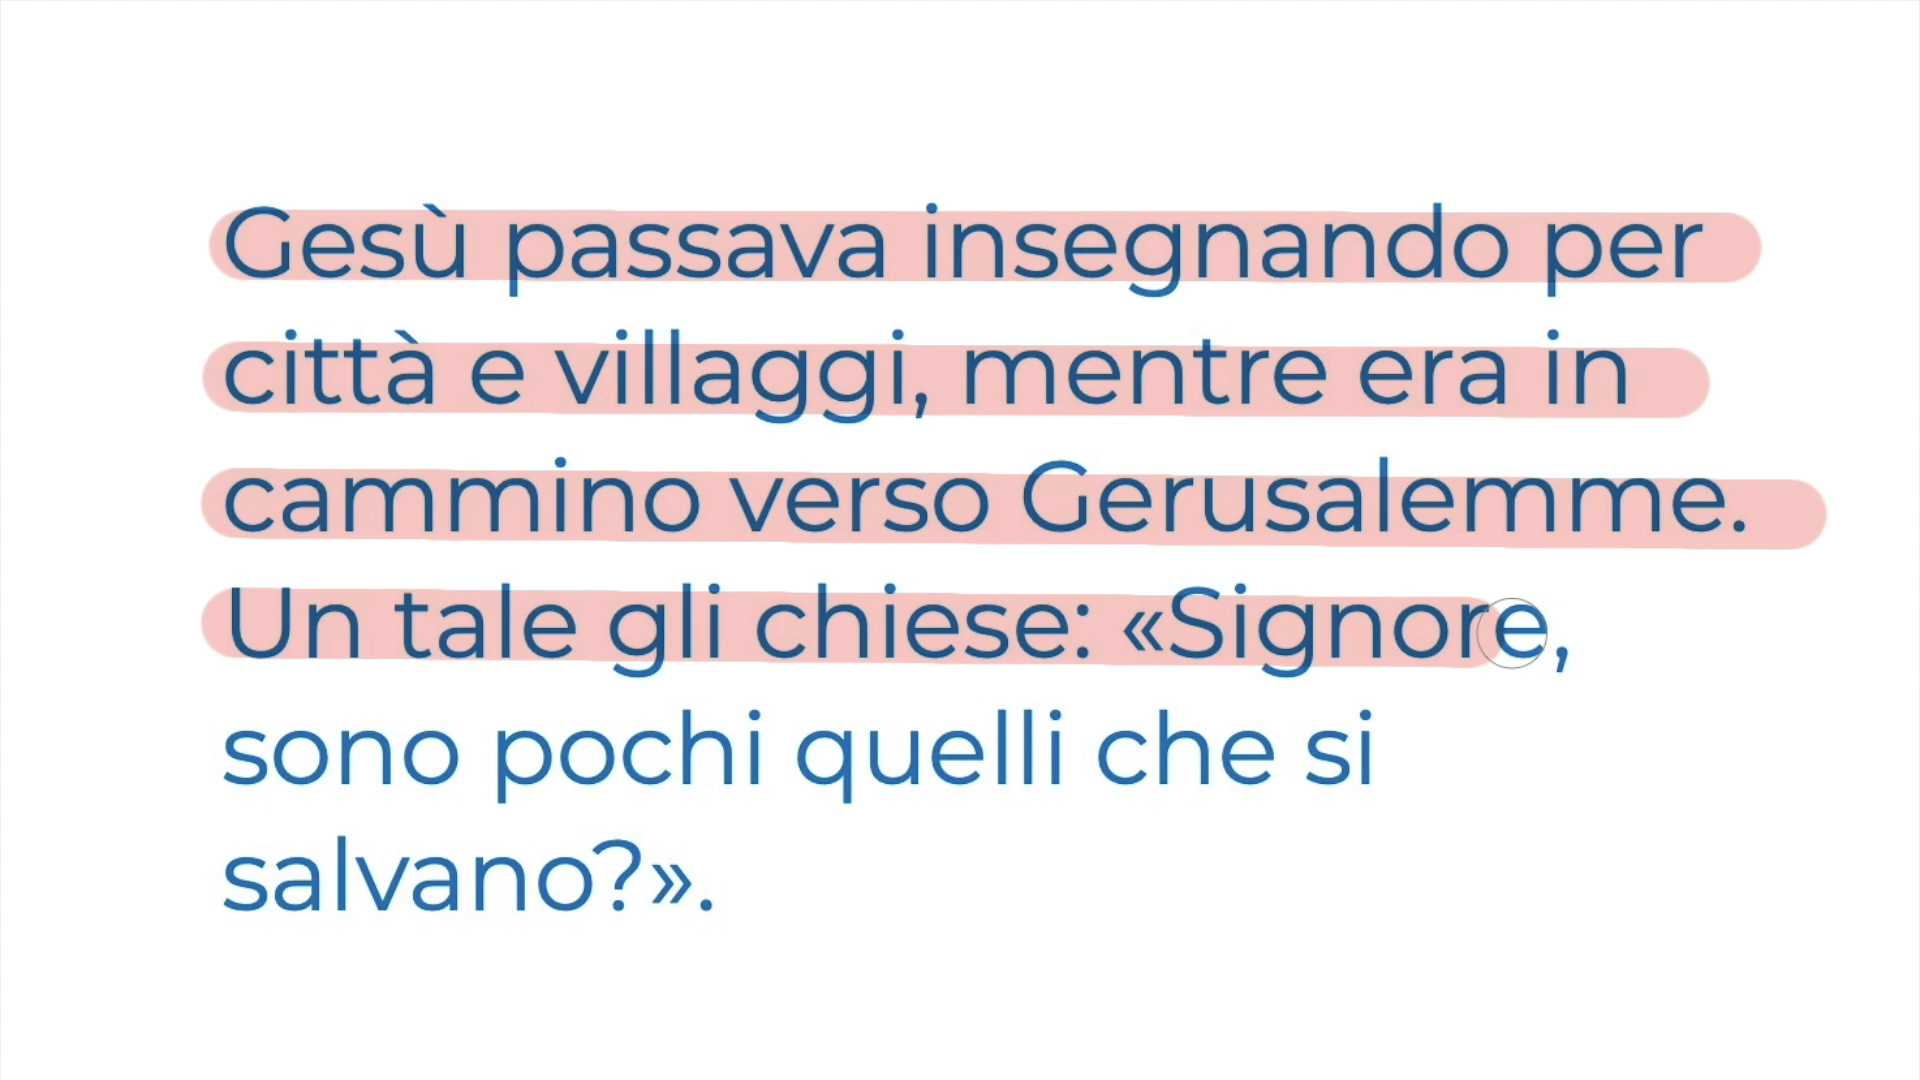 Gesù passava insegnando per
città e villaggi, mentre era in
cammino verso Gerusalemme.
Un tale gli chiese: «Signore,
sono pochi quelli che si
salvano?».